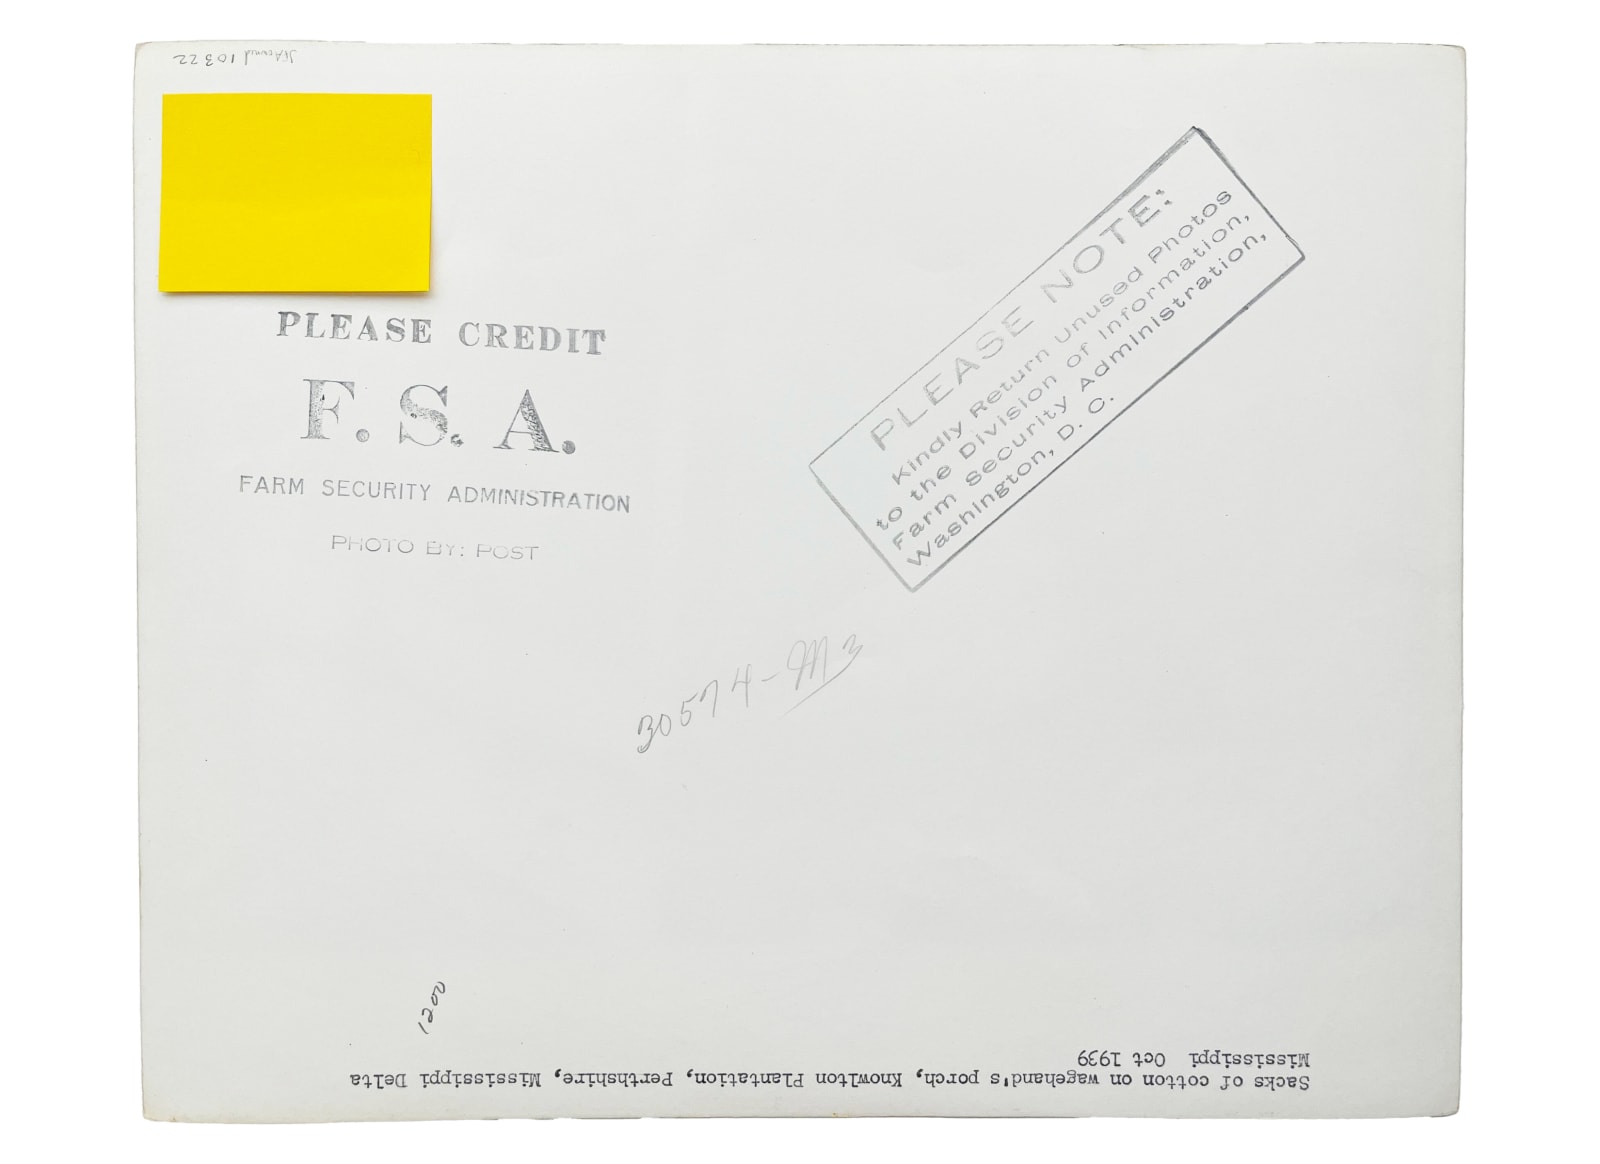 10322
PLEASE CREDIT
F. S. A.
FARM SECURITY ADMINISTRATION
PHOTO BY: POST
PLEASE NOTE:
Kindly Return Unused Photos
to the Division of Information,
Farm Security Administration,
Washington, D. C.
30574-M3
1200
Sacks of cotton on wagehand's porch, Knowlton Plantation, Perthshire, Mississippi Delta
Mississippi Oct 1939